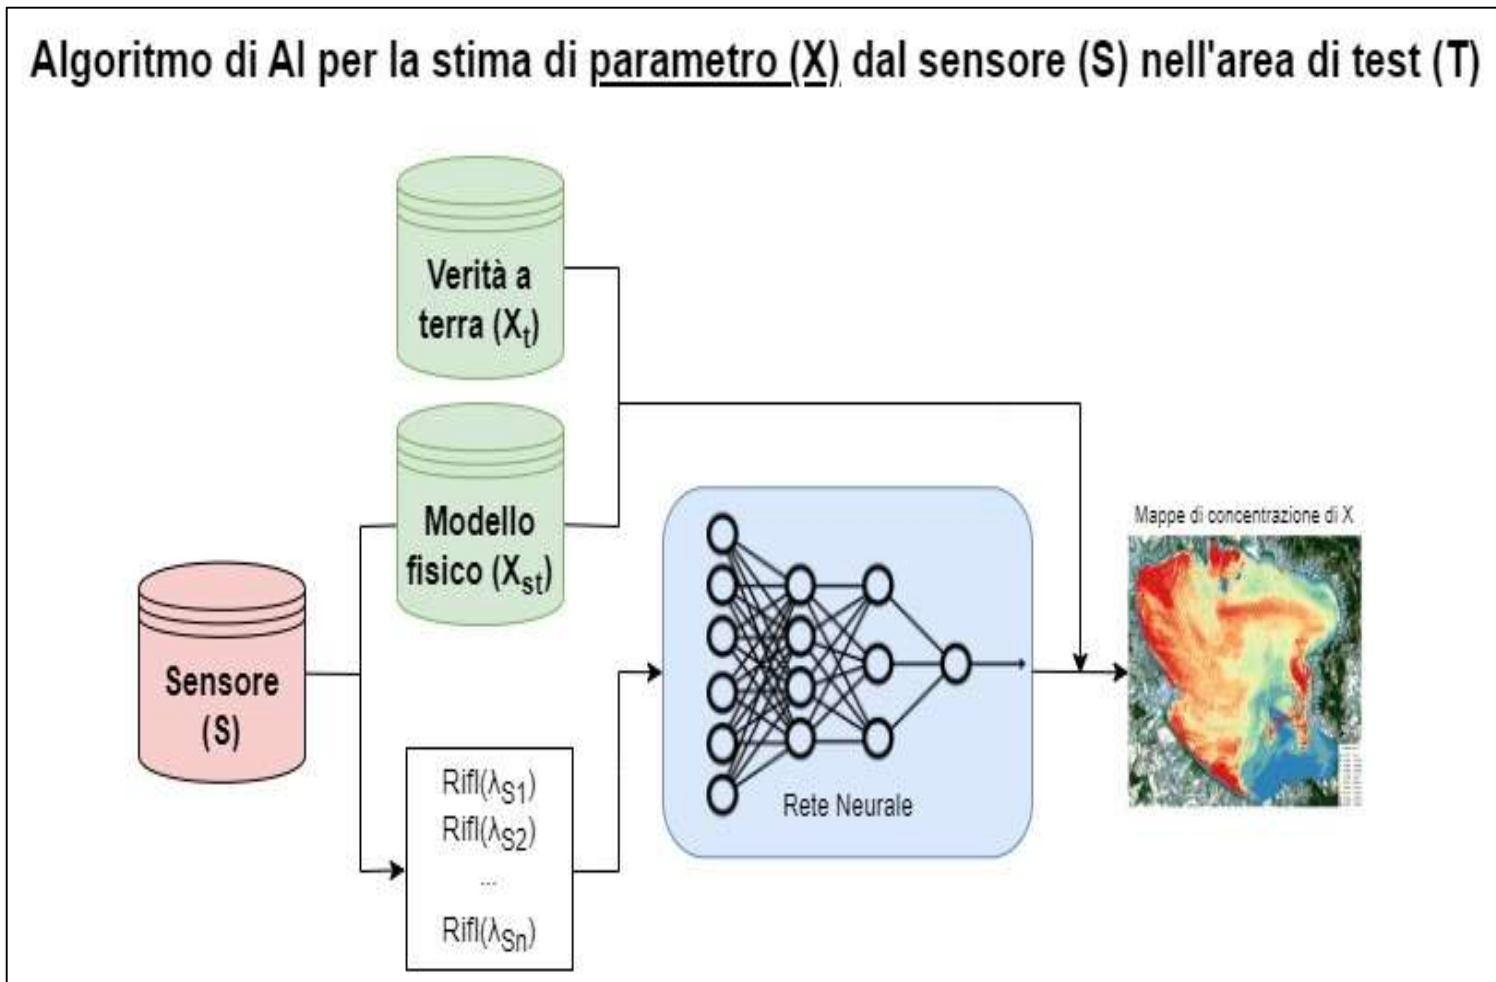 Algoritmo di AI per la stima di parametro (X) dal sensore (S) nell'area di test (T)
Verità a
terra (Xt)
Modello
fisico (Xst)
Sensore
(S)
Rifl(λS1)
Rifl(λS2)
...
Rifl(λSn)
Rete Neurale
Mappe di concentrazione di X